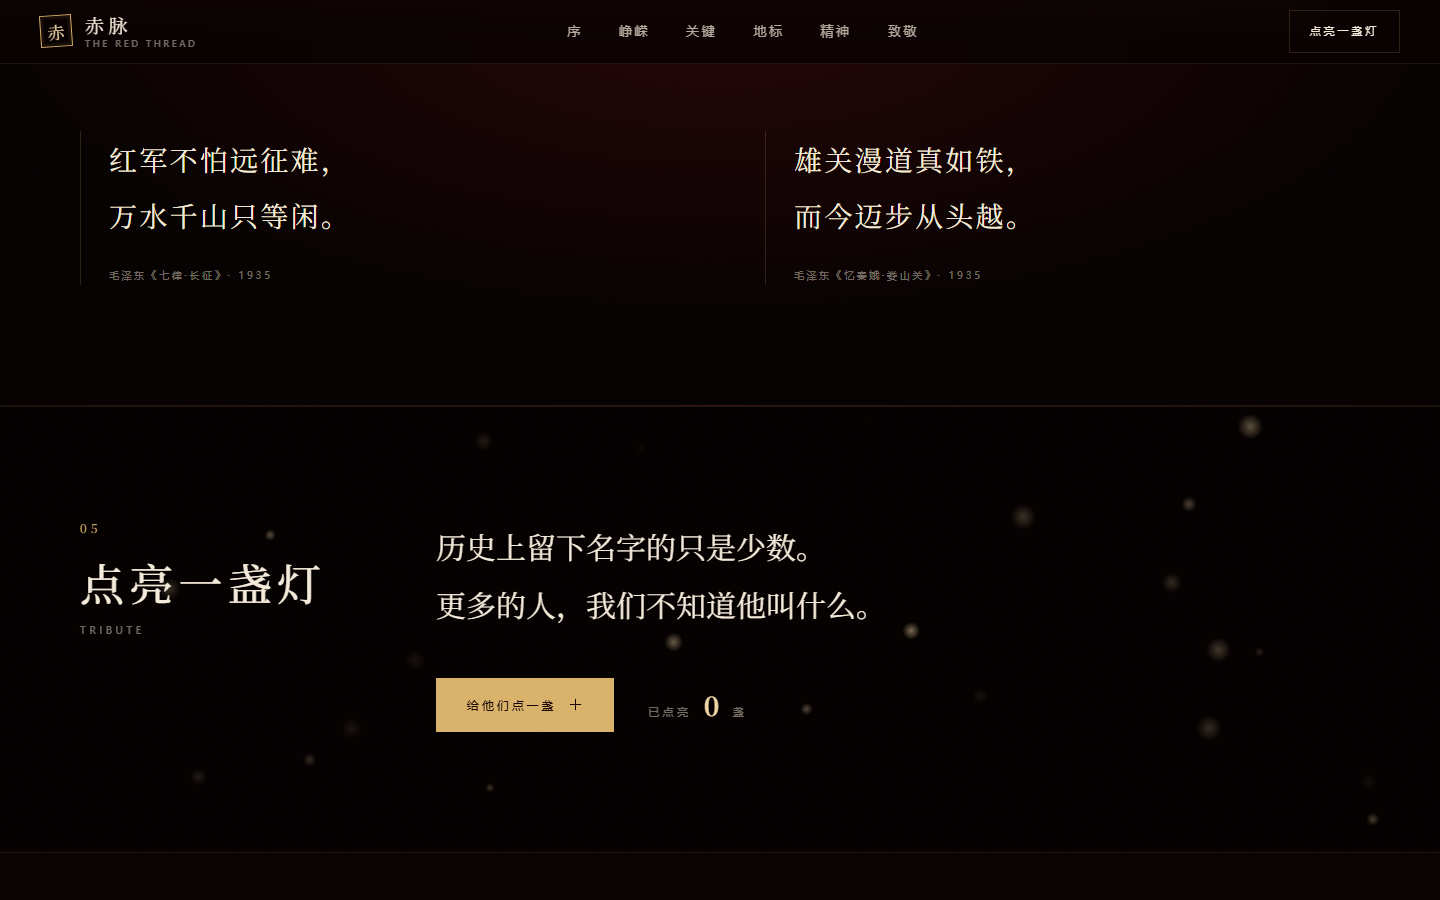 赤
赤脉
THE RED THREAD
序
峥嵘
关键
地标
精神
致敬
点亮一盏灯
红军不怕远征难，
万水千山只等闲。
毛泽东《七律·长征》· 1935
雄关漫道真如铁，
而今迈步从头越。
毛泽东《忆秦娥·娄山关》· 1935
05
点亮一盏灯
TRIBUTE
历史上留下名字的只是少数。
更多的人，我们不知道他叫什么。
给他们点一盏 +
已点亮 0 盏